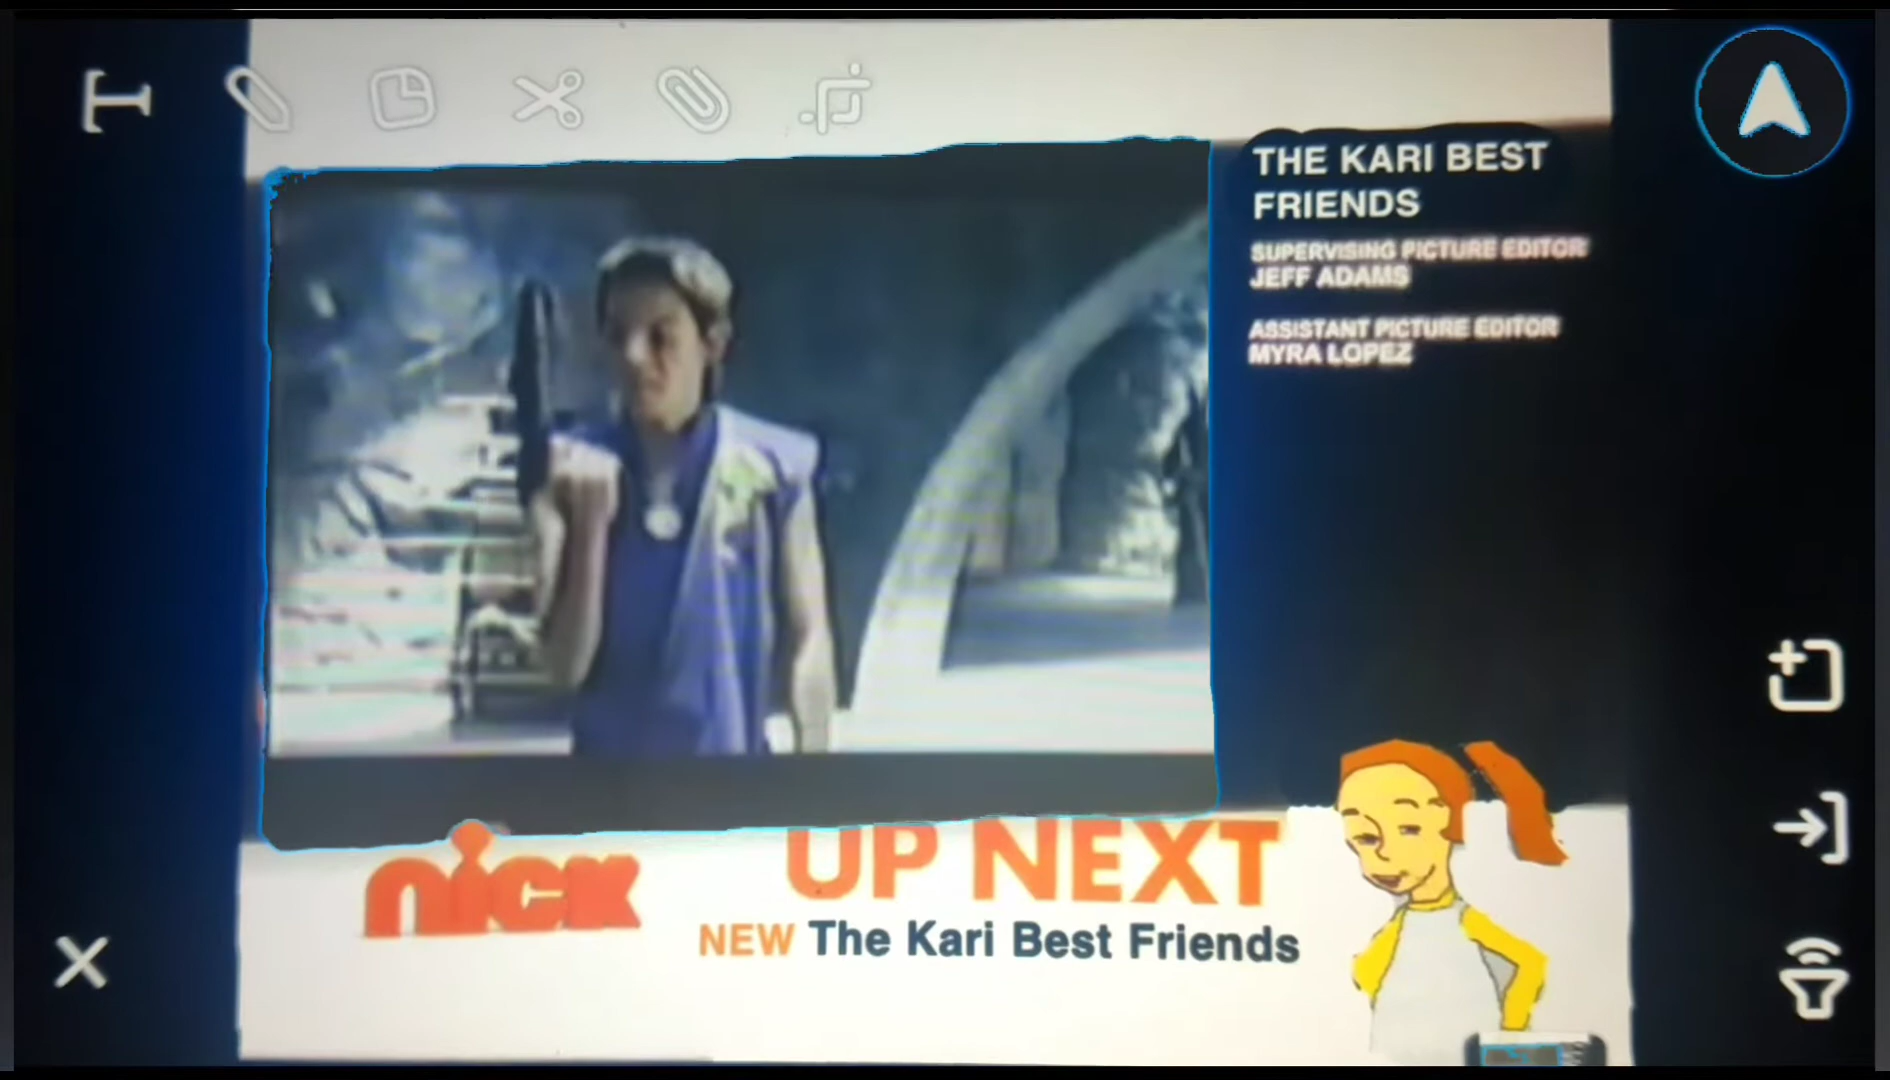 THE KARI BEST
FRIENDS
SUPERVISING PICTURE EDITOR
JEFF ADAMS
ASSISTANT PICTURE EDITOR
MYRA LOPEZ
nick
UP NEXT
NEW The Kari Best Friends